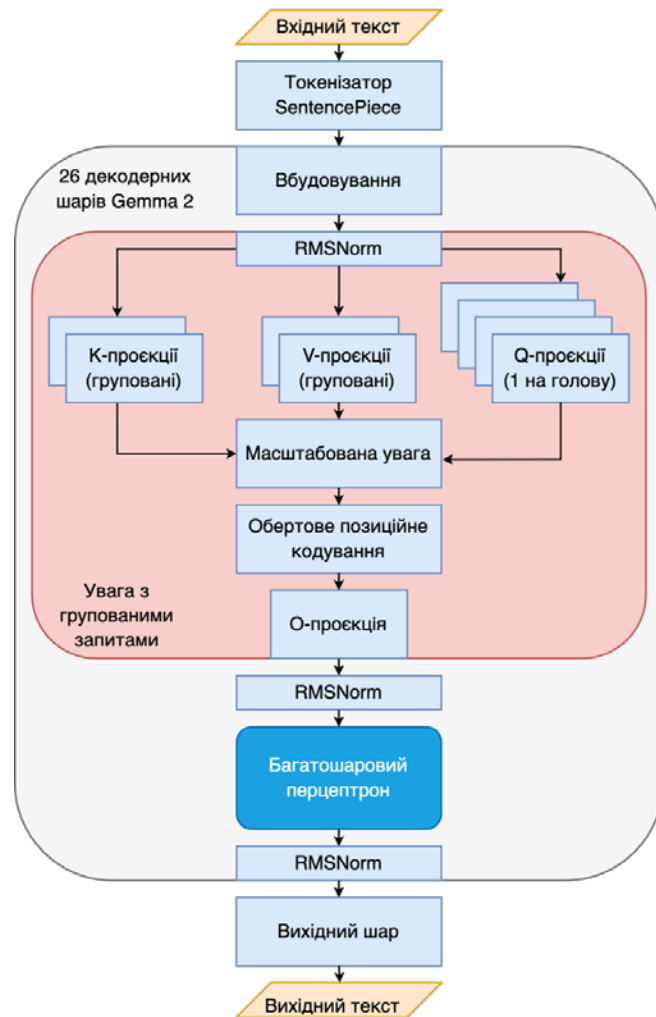 Вхідний текст
Токенізатор
SentencePiece
26 декодерних
шарів Gemma 2
Вбудовування
RMSNorm
К-проєкції
(груповані)
V-проєкції
(груповані)
Q-проєкції
(1 на голову)
Масштабована увага
Обертове позиційне
кодування
Увага з
групованими
запитами
О-проєкція
RMSNorm
Багатошаровий
перцептрон
RMSNorm
Вихідний шар
Вихідний текст